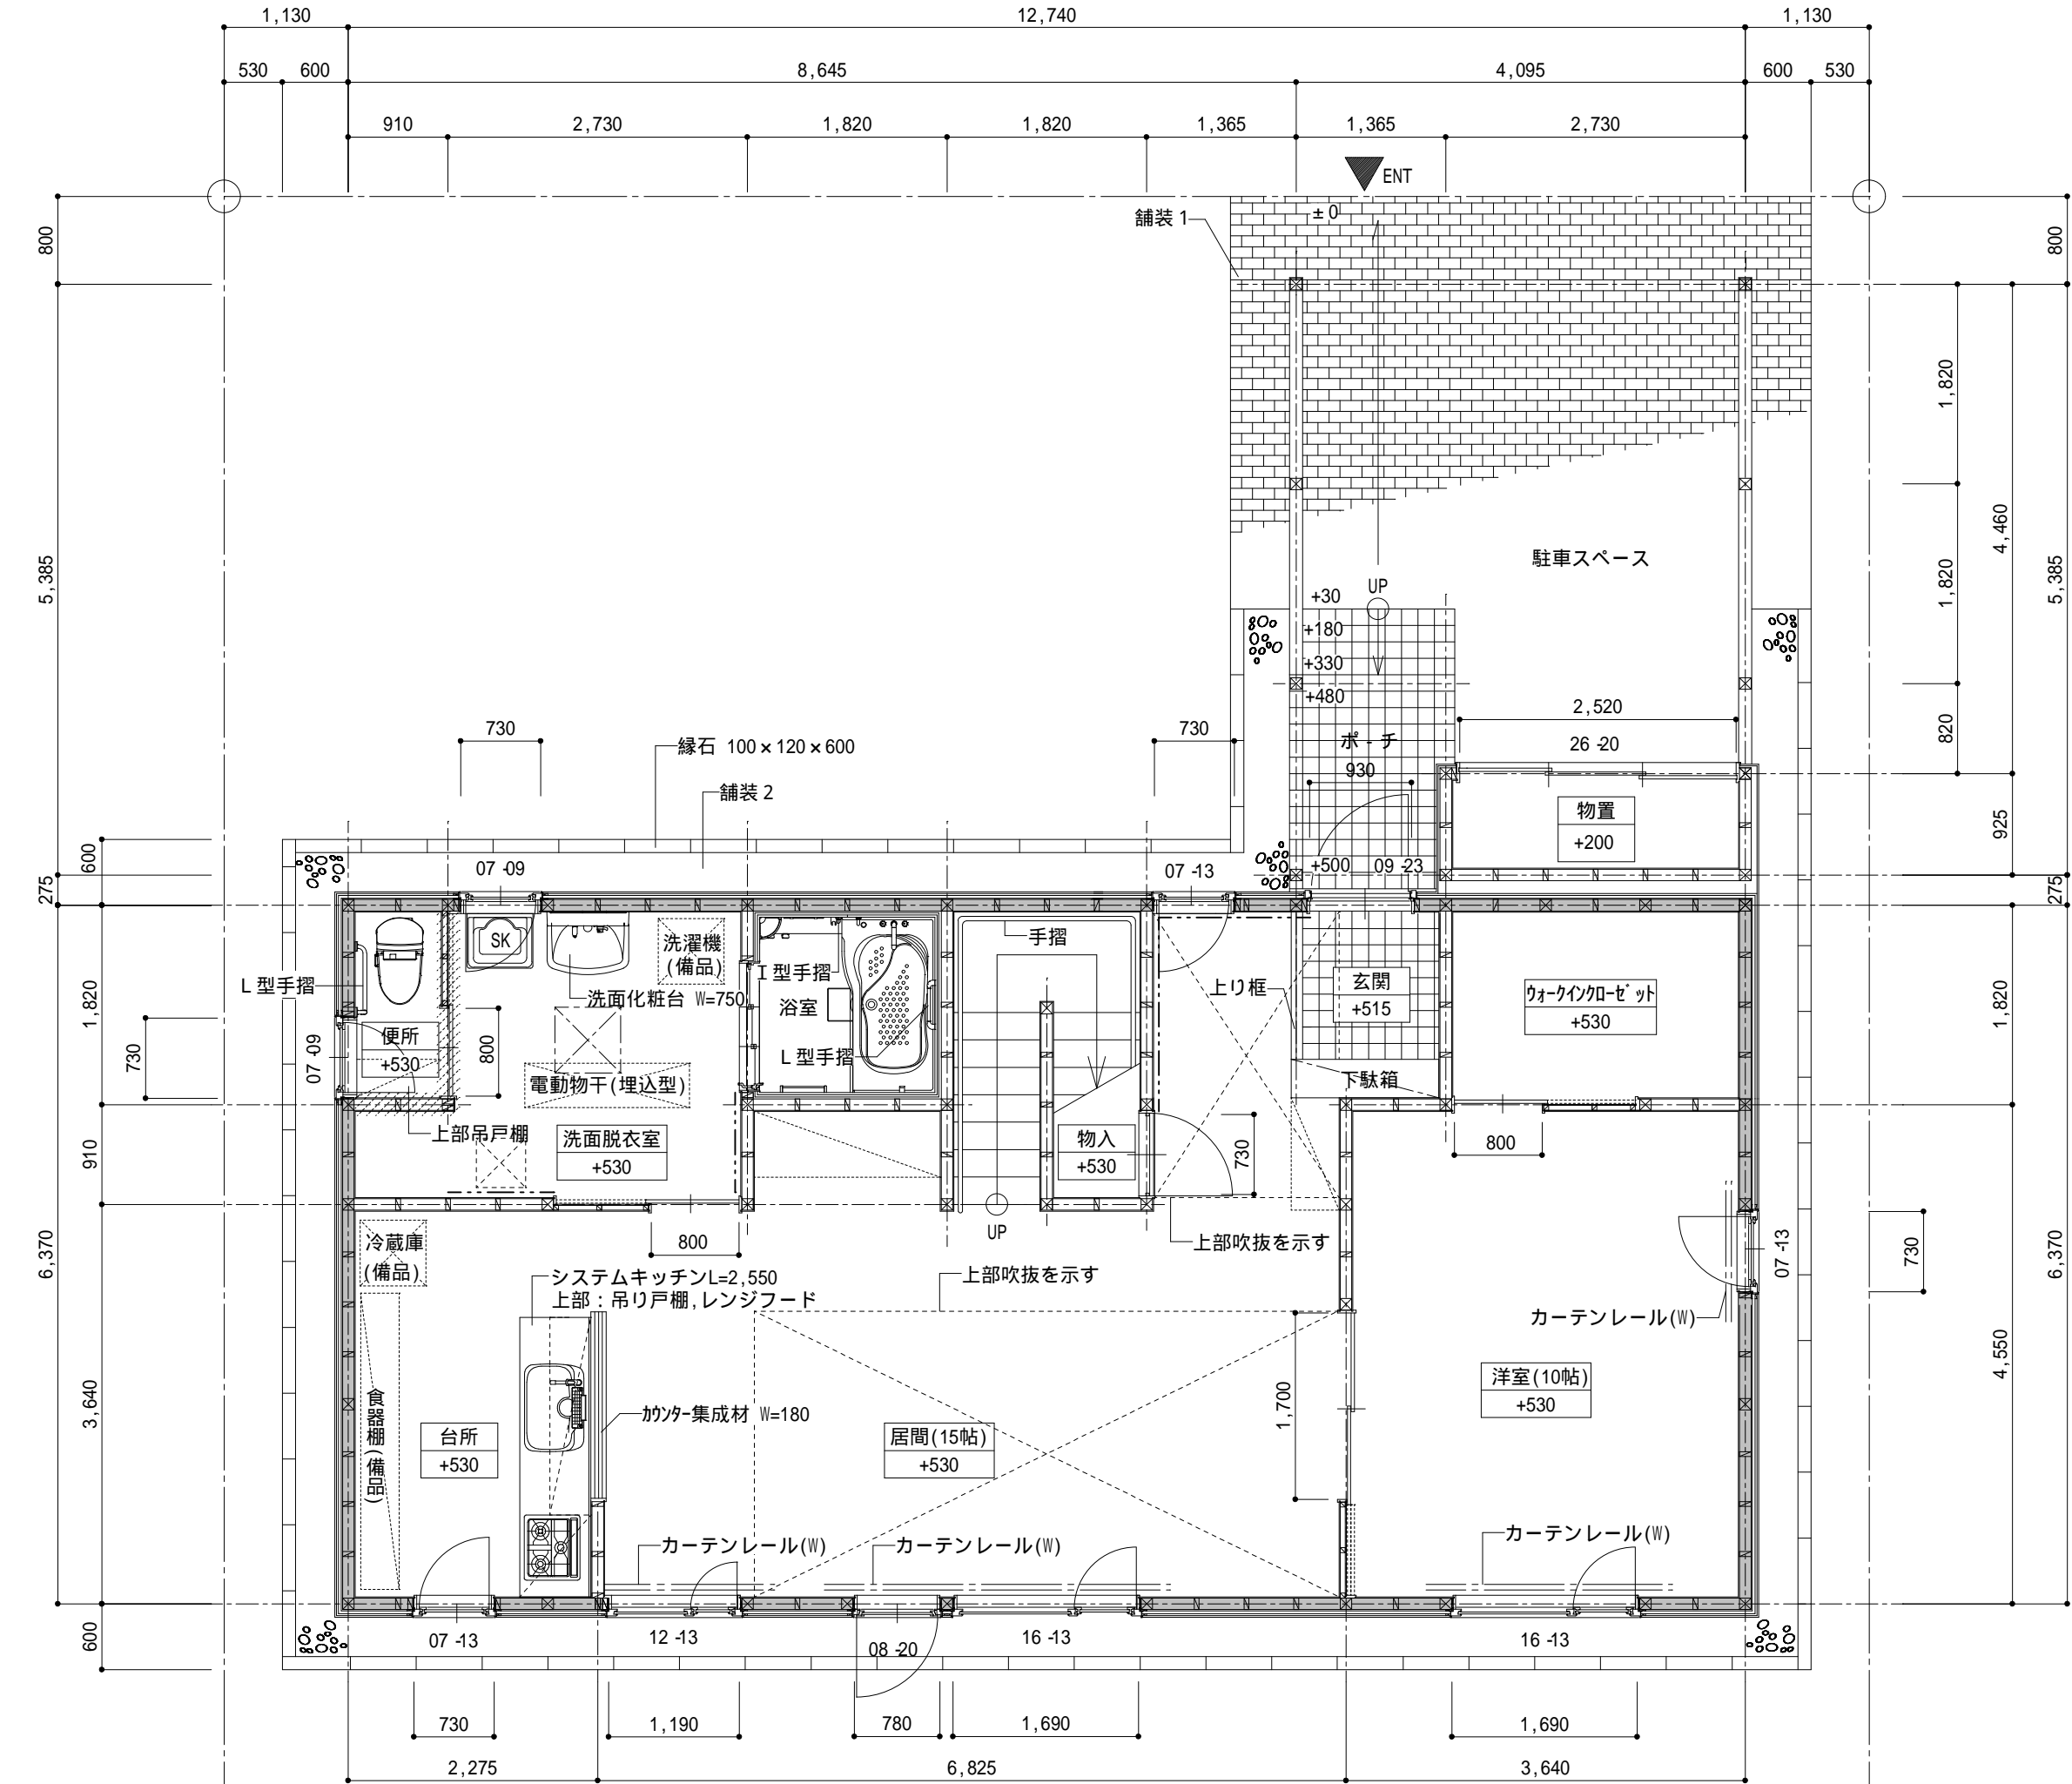 1,130
12,740
1,130
530
600
8,645
4,095
600
530
910
2,730
1,820
1,820
1,365
1,365
2,730
ENT
舗装 1
±0
800
800
1,820
4,460
5,385
5,385
駐車スペース
UP
+30
+180
+330
+480
1,820
820
2,520
26 -20
730
縁石 100×120×600
730
ポ - チ
930
舗装 2
物置
+200
925
600
275
07 -09
07 -13
+500
09 -23
275
SK
洗濯機
(備品)
手摺
L 型手摺
洗面化粧台 W=750
I 型手摺
浴室
L 型手摺
上り框
玄関
+515
ウォークインクローゼット
+530
1,820
1,820
便所
+530
730
07 -09
800
電動物干(埋込型)
下駄箱
上部吊戸棚
洗面脱衣室
+530
物入
+530
730
800
910
800
UP
上部吹抜を示す
冷蔵庫
(備品)
システムキッチンL=2,550
上部：吊り戸棚,レンジフード
上部吹抜を示す
07 -13
730
6,370
6,370
カーテンレール(W)
4,550
3,640
食器棚(備品)
台所
+530
カウンター集成材 W=180
居間(15帖)
+530
1,700
洋室(10帖)
+530
カーテンレール(W)
カーテンレール(W)
カーテンレール(W)
600
07 -13
12 -13
08 -20
16 -13
16 -13
730
1,190
780
1,690
1,690
2,275
6,825
3,640